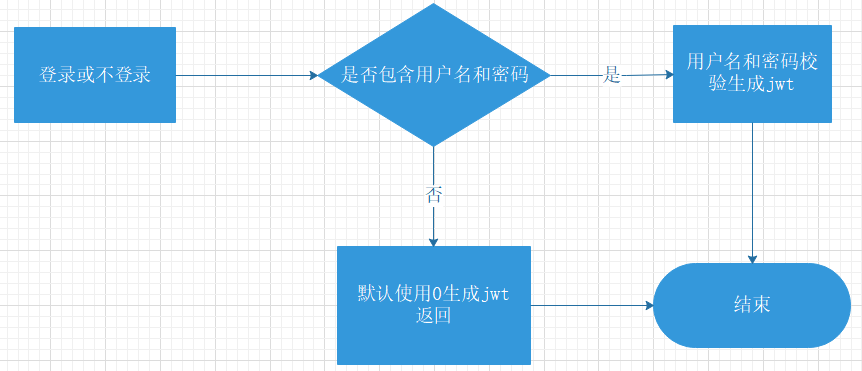 登录或不登录
是否包含用户名和密码
是
用户名和密码校
验生成jwt
否
默认使用0生成jwt
返回
结束